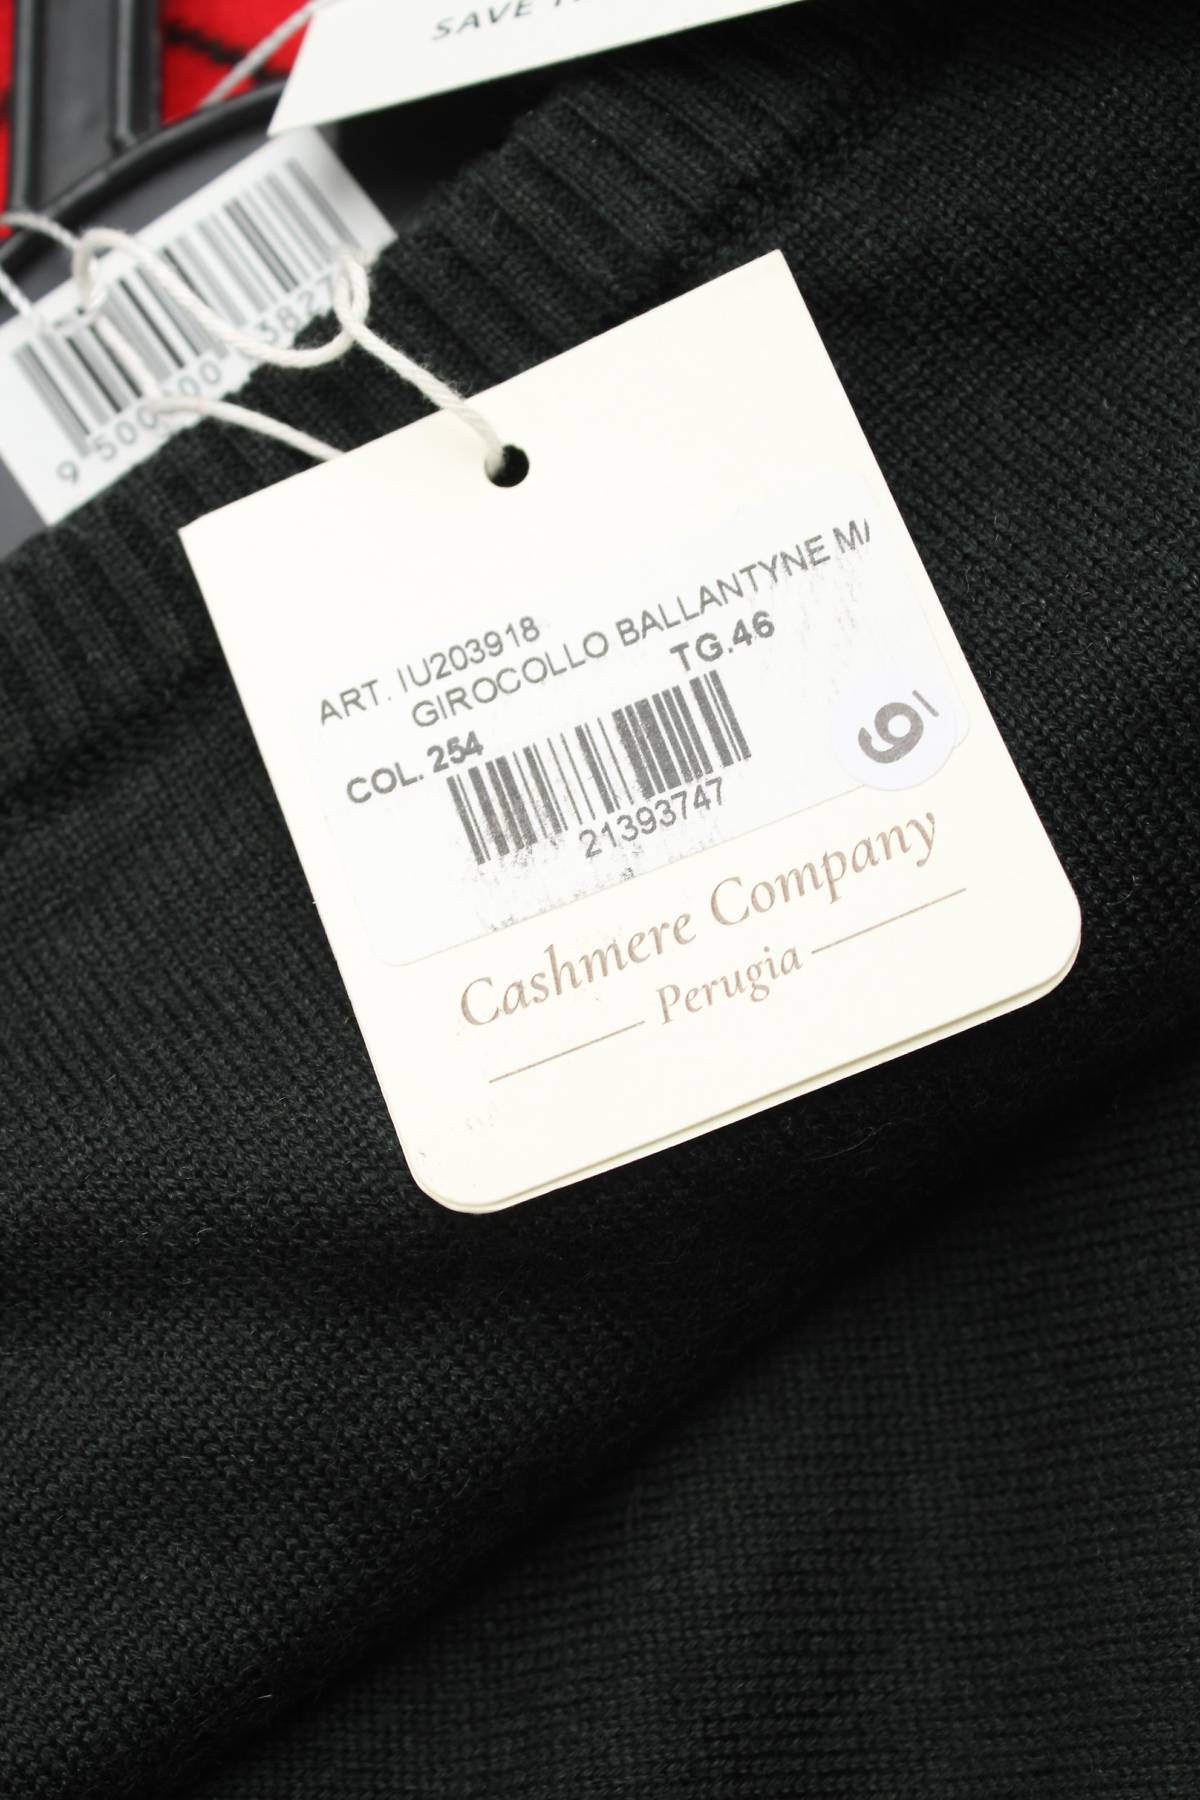 SAVE
ART. IU203918
GIROCOLLO BALLANTYNE
TG.46
COL. 254
21393747
Cashmere Company
Perugia